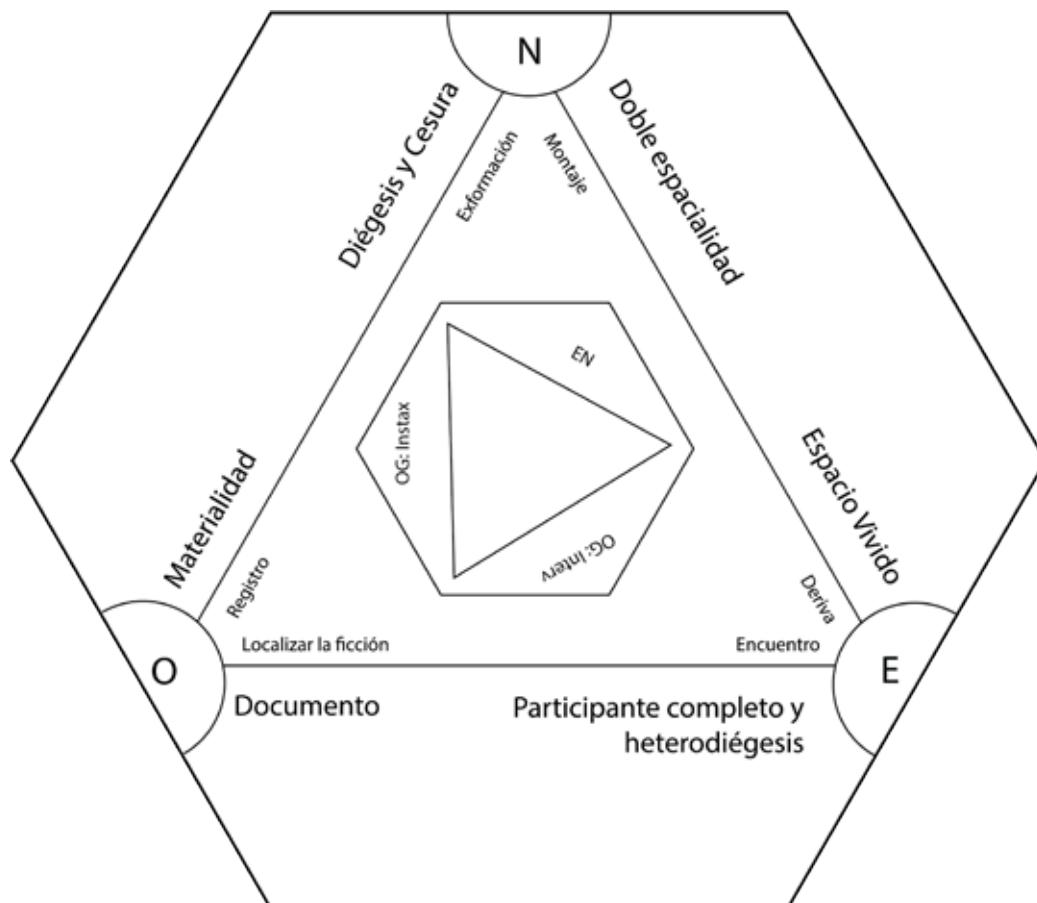 N
Diégesis y Cesura
Doble espacialidad
Exformación
Montaje
EN
OG: Instax
OG: Interv
Materialidad
Espacio Vivido
Registro
Deriva
Localizar la ficción
Encuentro
O
E
Documento
Participante completo y
heterodiégesis